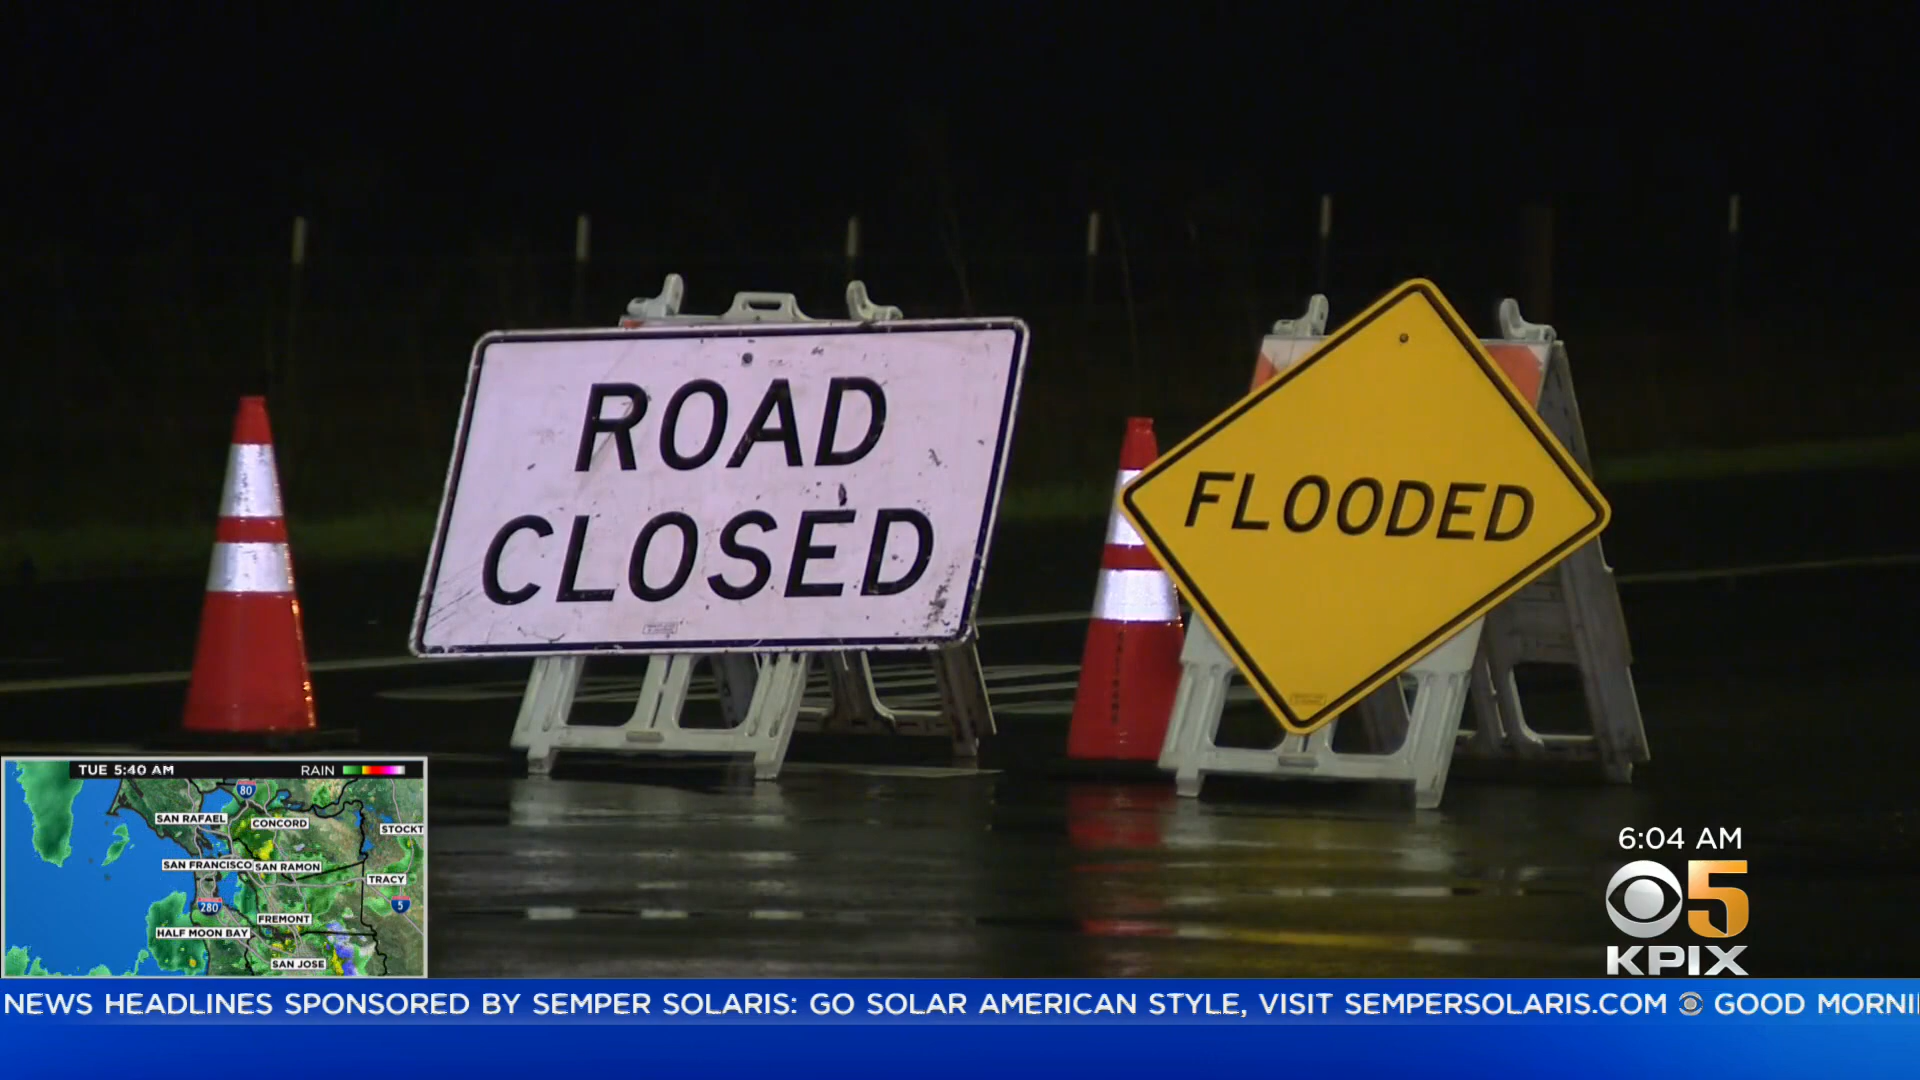 ROAD
CLOSED
FLOODED
TUE 5:40 AM
RAIN
80
SAN RAFAEL
CONCORD
STOCKT
SAN FRANCISCO
SAN RAMON
TRACY
280
5
FREMONT
HALF MOON BAY
SAN JOSE
6:04 AM
5
KPIX
NEWS HEADLINES SPONSORED BY SEMPER SOLARIS: GO SOLAR AMERICAN STYLE, VISIT SEMPERSOLARIS.COM GOOD MORNI